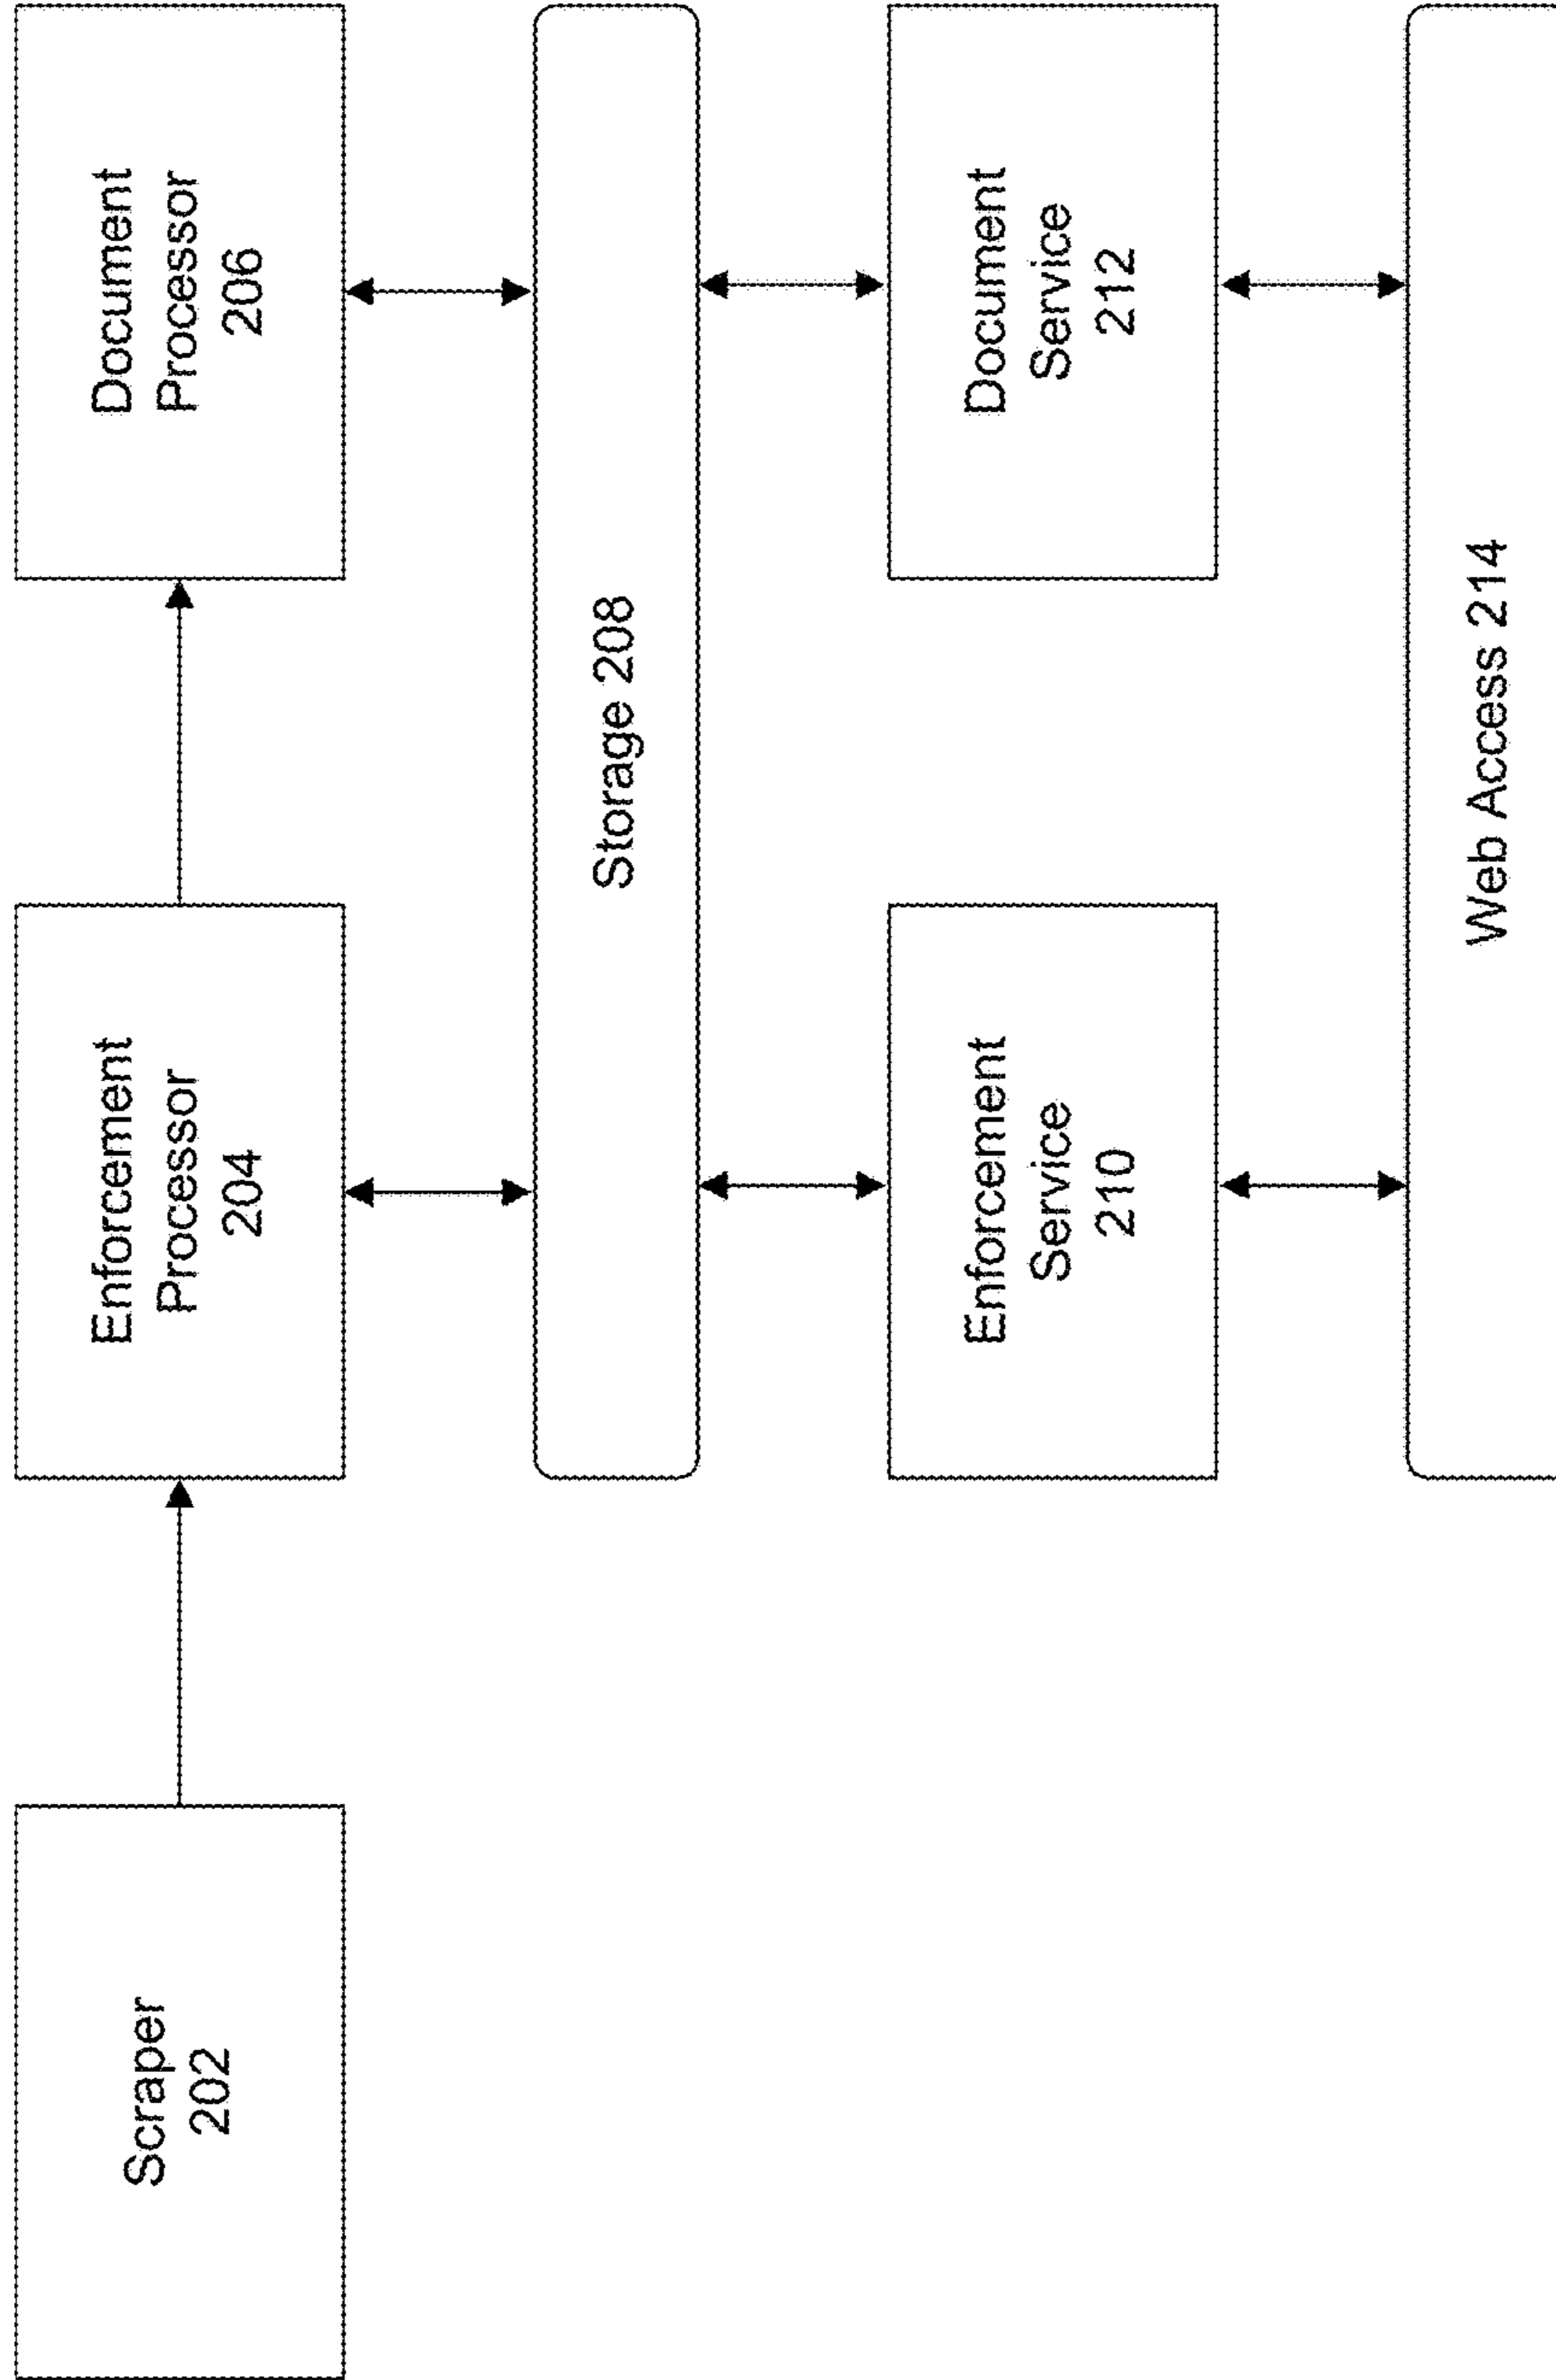 Scraper
202
Enforcement
Processor
204
Document
Processor
206
Storage 208
Enforcement
Service
210
Document
Service
212
Web Access 214